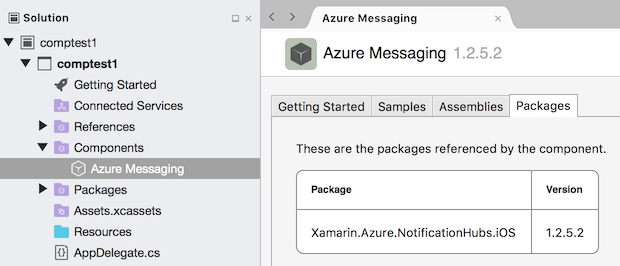 Solution
comptest1
comptest1
Getting Started
Connected Services
References
Components
Azure Messaging
Packages
Assets.xcassets
Resources
AppDelegate.cs
Azure Messaging
Azure Messaging 1.2.5.2
Getting Started Samples Assemblies Packages
These are the packages referenced by the component.
Package Version
Xamarin.Azure.NotificationHubs.iOS 1.2.5.2